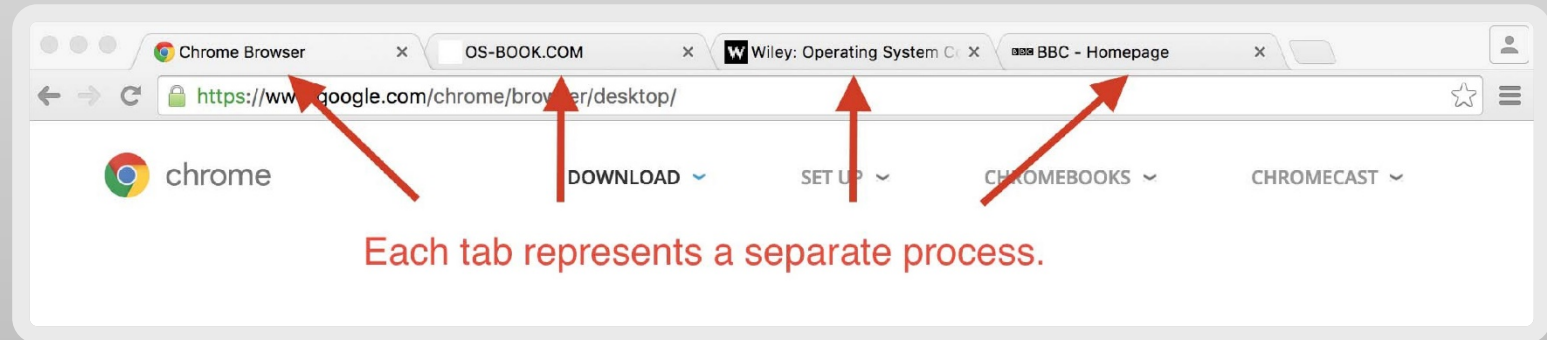 Chrome Browser
OS-BOOK.COM
Wiley: Operating System C
BBC BBC - Homepage
https://www.google.com/chrome/browser/desktop/
chrome
DOWNLOAD
SET UP
CHROMEBOOKS
CHROMECAST
Each tab represents a separate process.